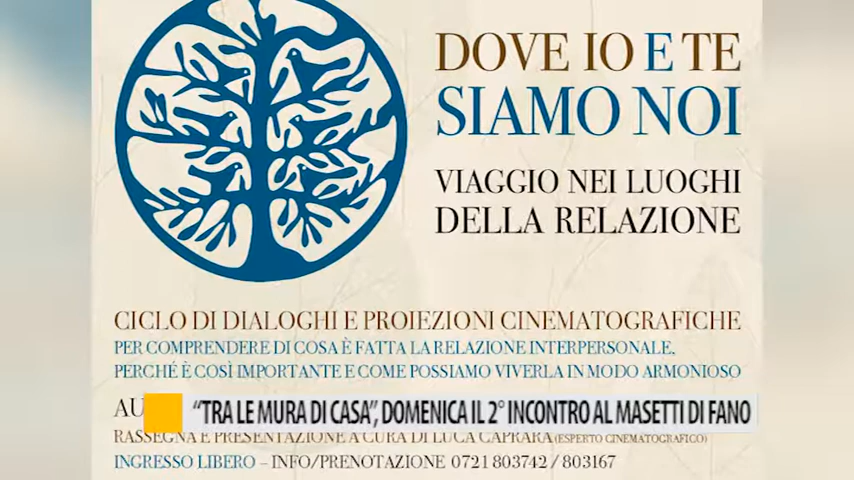 DOVE IO E TE
SIAMO NOI
VIAGGIO NEI LUOGHI
DELLA RELAZIONE
CICLO DI DIALOGHI E PROIEZIONI CINEMATOGRAFICHE
PER COMPRENDERE DI COSA È FATTA LA RELAZIONE INTERPERSONALE,
PERCHÉ È COSÌ IMPORTANTE E COME POSSIAMO VIVERLA IN MODO ARMONIOSO
AU
“TRA LE MURA DI CASA”, DOMENICA IL 2° INCONTRO AL MASETTI DI FANO
RASSEGNA E PRESENTAZIONE A CURA DI LUCA CAPRARA (ESPERTO CINEMATOGRAFICO)
INGRESSO LIBERO – INFO/PRENOTAZIONE 0721 803742 / 803167